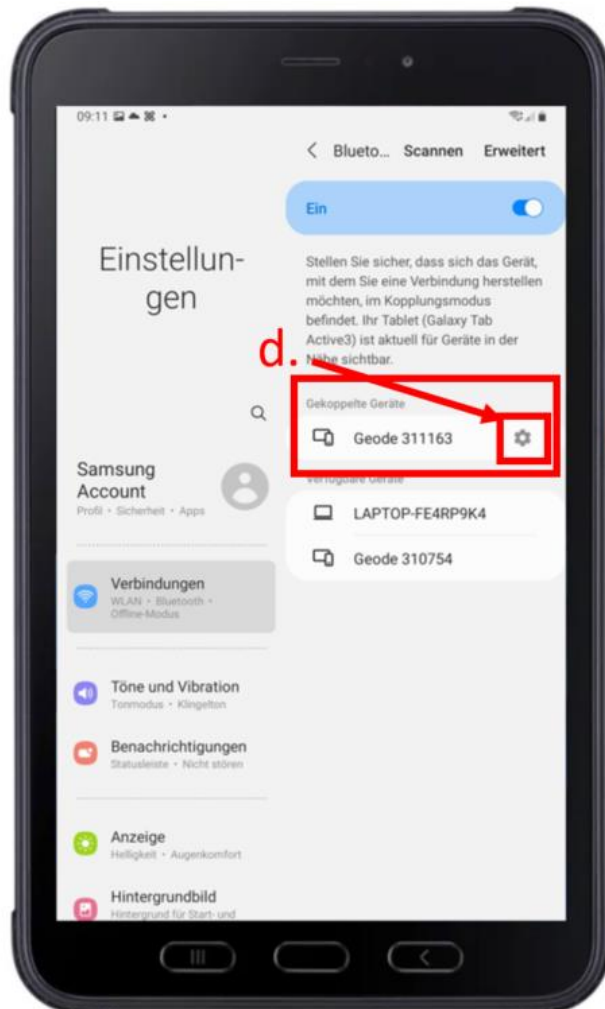 09:11
Blueto... Scannen Erweitert
Ein
Einstellun-
gen
Stellen Sie sicher, dass sich das Gerät,
mit dem Sie eine Verbindung herstellen
möchten, im Kopplungsmodus
befindet. Ihr Tablet (Galaxy Tab
Active3) ist aktuell für Geräte in der
Nähe sichtbar.
d.
Gekoppelte Geräte
Geode 311163
Verfügbare Geräte
LAPTOP-FE4RP9K4
Geode 310754
Samsung
Account
Profil • Sicherheit • Apps
Verbindungen
WLAN • Bluetooth •
Offline-Modus
Töne und Vibration
Tonmodus • Klingelton
Benachrichtigungen
Statusleiste • Nicht stören
Anzeige
Helligkeit • Augenkomfort
Hintergrundbild
Hintergrund für Start- und